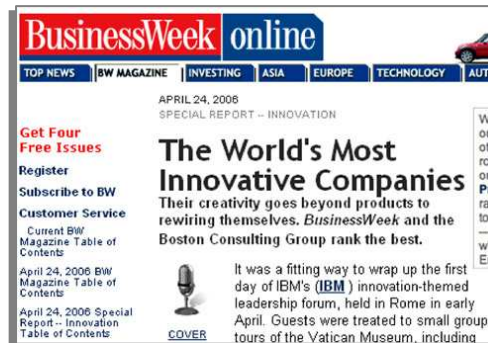 BusinessWeek online
TOP NEWS BW MAGAZINE INVESTING ASIA EUROPE TECHNOLOGY AUT
APRIL 24, 2006
SPECIAL REPORT -- INNOVATION
The World's Most
Innovative Companies
Their creativity goes beyond products to
rewiring themselves. BusinessWeek and the
Boston Consulting Group rank the best.
Get Four
Free Issues
Register
Subscribe to BW
Customer Service
Current BW
Magazine Table of
Contents
April 24, 2006 BW
Magazine Table of
Contents
April 24, 2006 Special
Report -- Innovation
Table of Contents
COVER
It was a fitting way to wrap up the first
day of IBM's (IBM ) innovation-themed
leadership forum, held in Rome in early
April. Guests were treated to small group
tours of the Vatican Museum, including